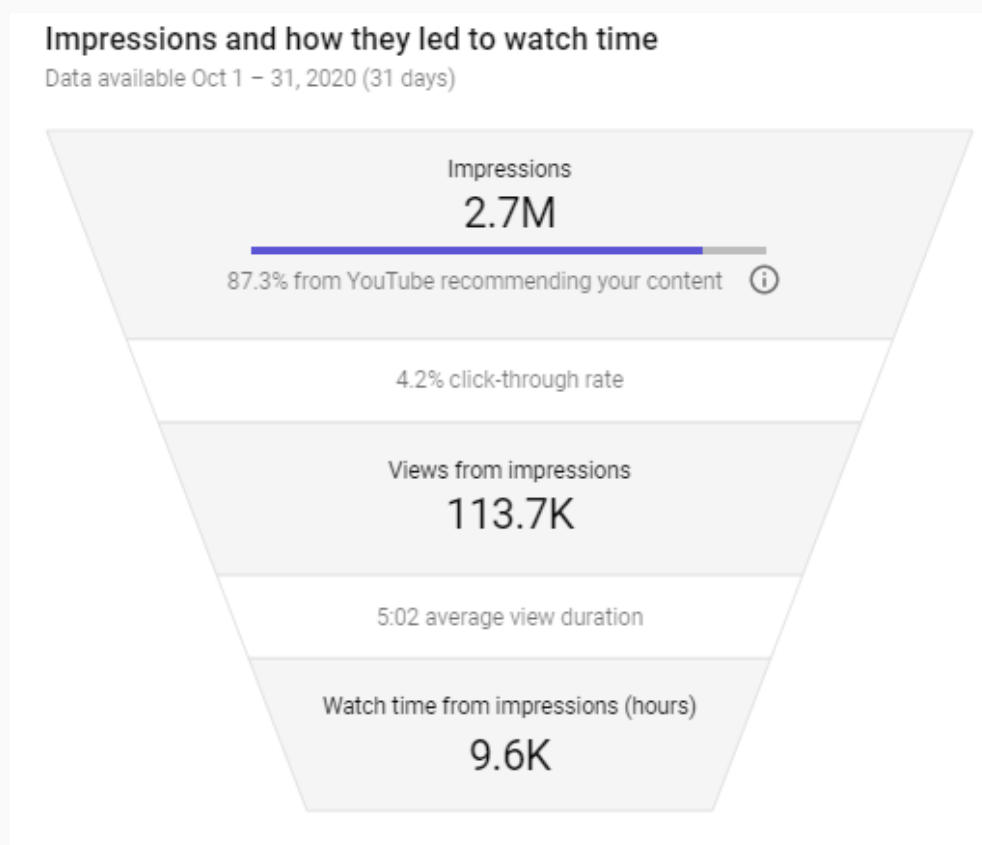 Impressions and how they led to watch time
Data available Oct 1 – 31, 2020 (31 days)
Impressions
2.7M
87.3% from YouTube recommending your content
4.2% click-through rate
Views from impressions
113.7K
5:02 average view duration
Watch time from impressions (hours)
9.6K